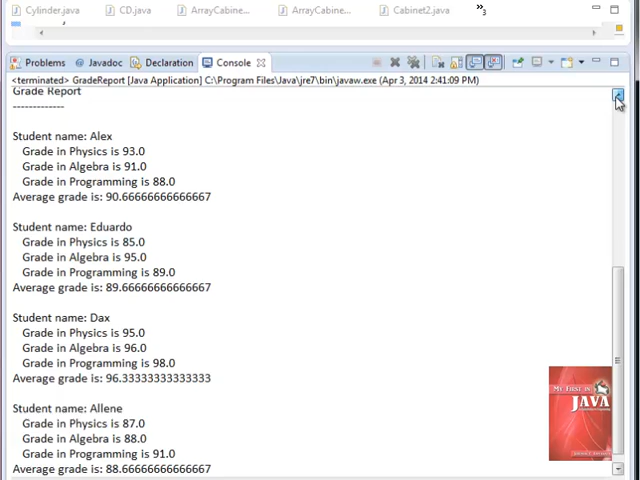 Cylinder.java CD.java ArrayCabine... ArrayCabine... Cabinet2.java »3
Problems @ Javadoc Declaration Console
<terminated> GradeReport [Java Application] C:\Program Files\Java\jre7\bin\javaw.exe (Apr 3, 2014 2:41:09 PM)
Grade Report
-------------
Student name: Alex
Grade in Physics is 93.0
Grade in Algebra is 91.0
Grade in Programming is 88.0
Average grade is: 90.66666666666667
Student name: Eduardo
Grade in Physics is 85.0
Grade in Algebra is 95.0
Grade in Programming is 89.0
Average grade is: 89.66666666666667
Student name: Dax
Grade in Physics is 95.0
Grade in Algebra is 96.0
Grade in Programming is 98.0
Average grade is: 96.33333333333333
Student name: Allene
Grade in Physics is 87.0
Grade in Algebra is 88.0
Grade in Programming is 91.0
Average grade is: 88.66666666666667
MY FIRST IN
JAVA